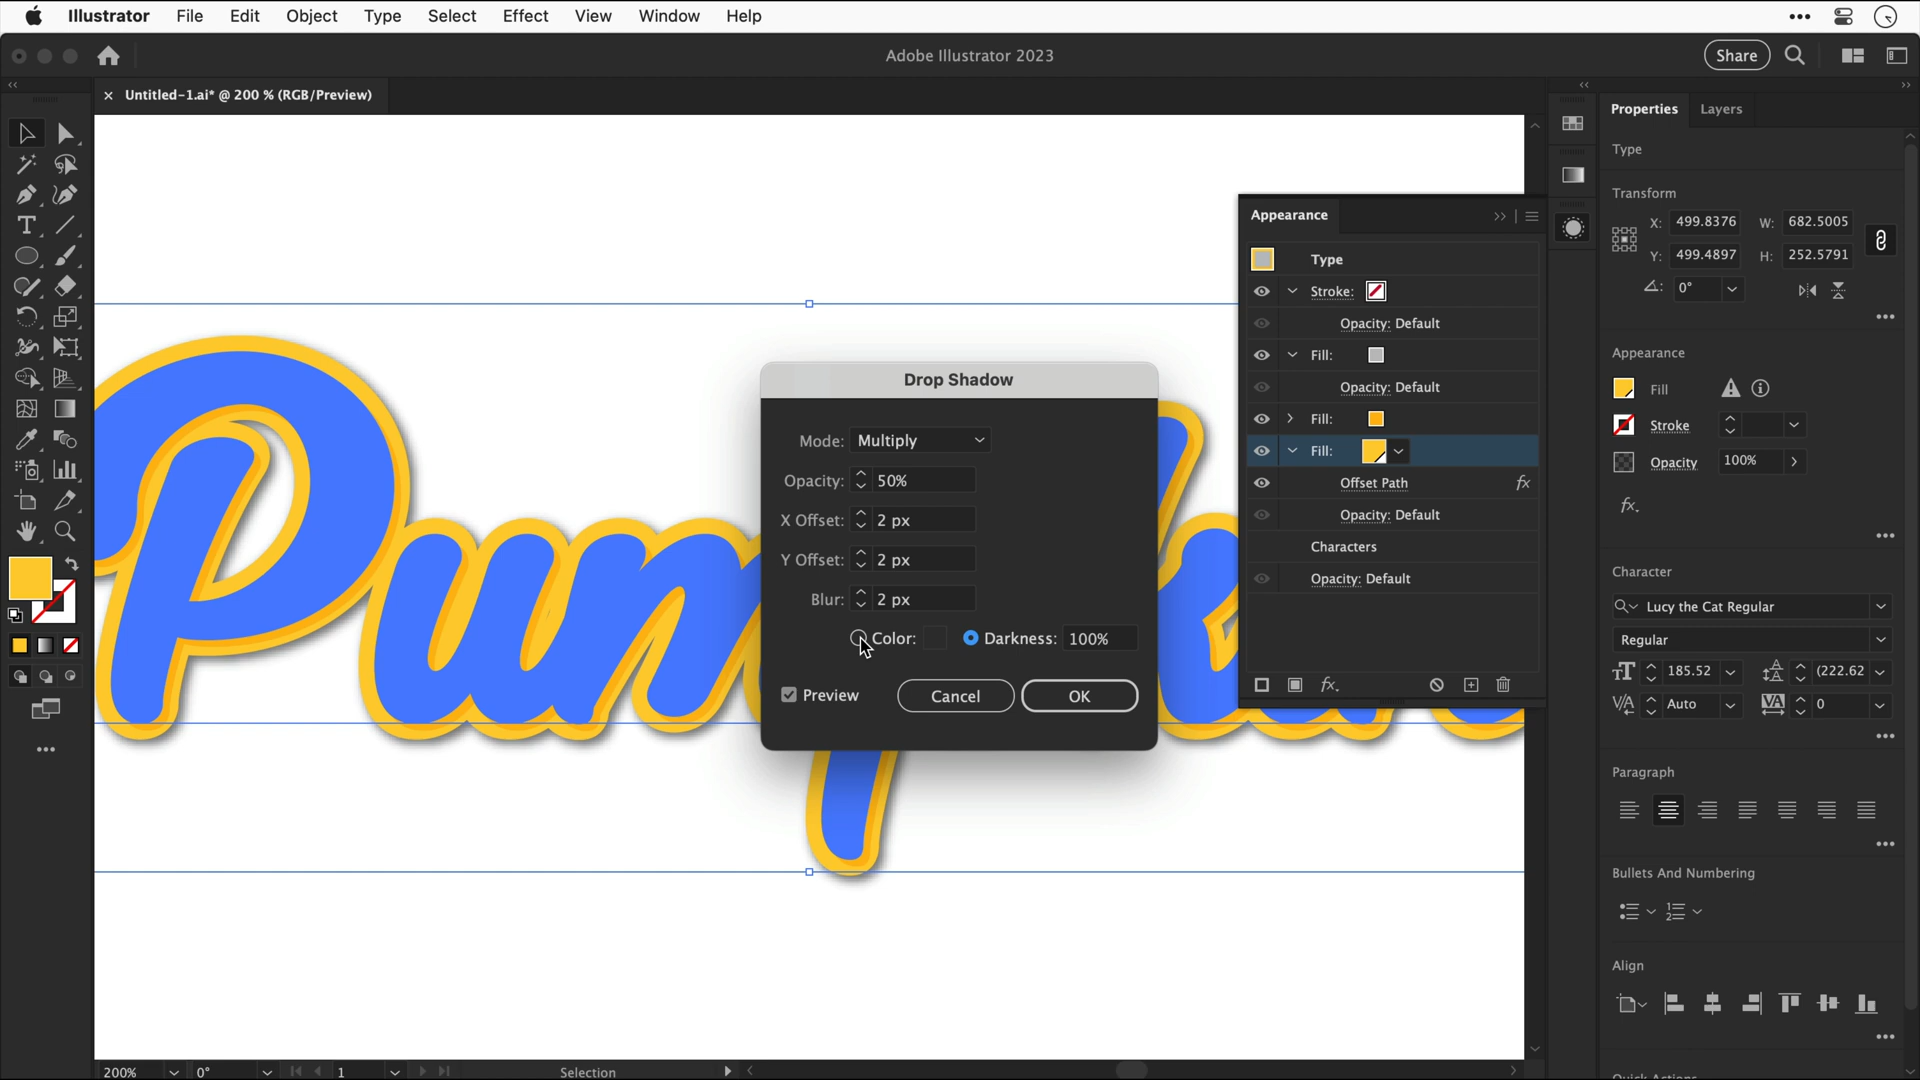 Illustrator File Edit Object Type Select Effect View Window Help
Adobe Illustrator 2023
Share
× Untitled-1.ai* @ 200 % (RGB/Preview)
Properties Layers
Type
Transform
X: 499.8376 W: 682.5005
Y: 499.4897 H: 252.5791
0°
Appearance
Fill
Stroke
Opacity 100%
fx.
Character
Lucy the Cat Regular
Regular
185.52 (222.62
Auto 0
Paragraph
Bullets And Numbering
Align
Appearance
Type
Stroke:
Opacity: Default
Fill:
Opacity: Default
Fill:
Fill:
Offset Path fx
Opacity: Default
Characters
Opacity: Default
fx.
Drop Shadow
Mode: Multiply
Opacity: 50%
X Offset: 2 px
Y Offset: 2 px
Blur: 2 px
Color: Darkness: 100%
Preview Cancel OK
200% 0° 1 Selection